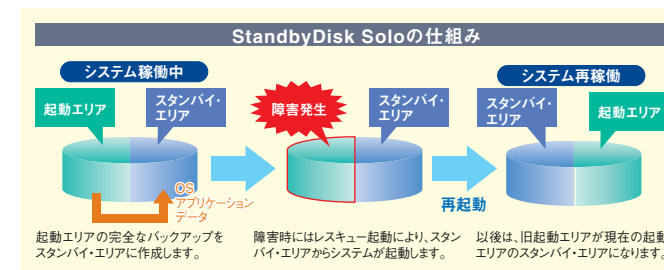 StandbyDisk Soloの仕組み
システム稼働中
起動エリア
スタンバイ・
エリア
OS
アプリケーション
データ
起動エリアの完全なバックアップを
スタンバイ・エリアに作成します。
障害発生
スタンバイ・
エリア
再起動
障害時にはレスキュー起動により、スタン
バイ・エリアからシステムが起動します。
システム再稼働
スタンバイ・
エリア
起動エリア
以後は、旧起動エリアが現在の起動
エリアのスタンバイ・エリアになります。